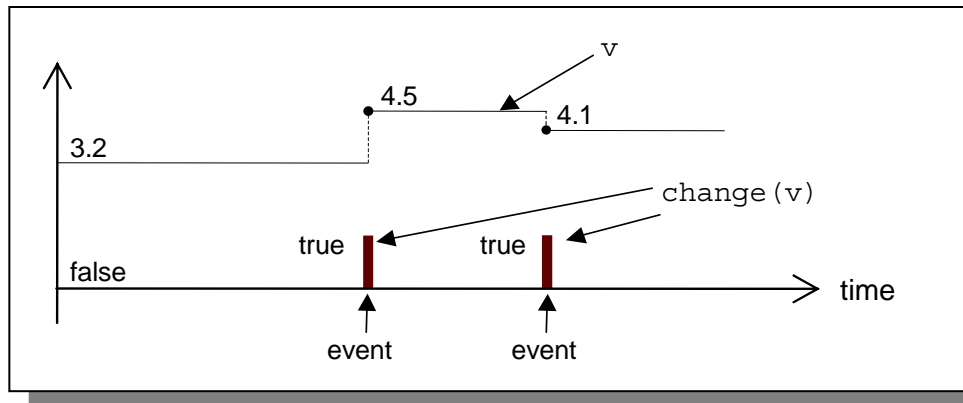 v
4.5
4.1
3.2
change(v)
true
true
false
time
event
event